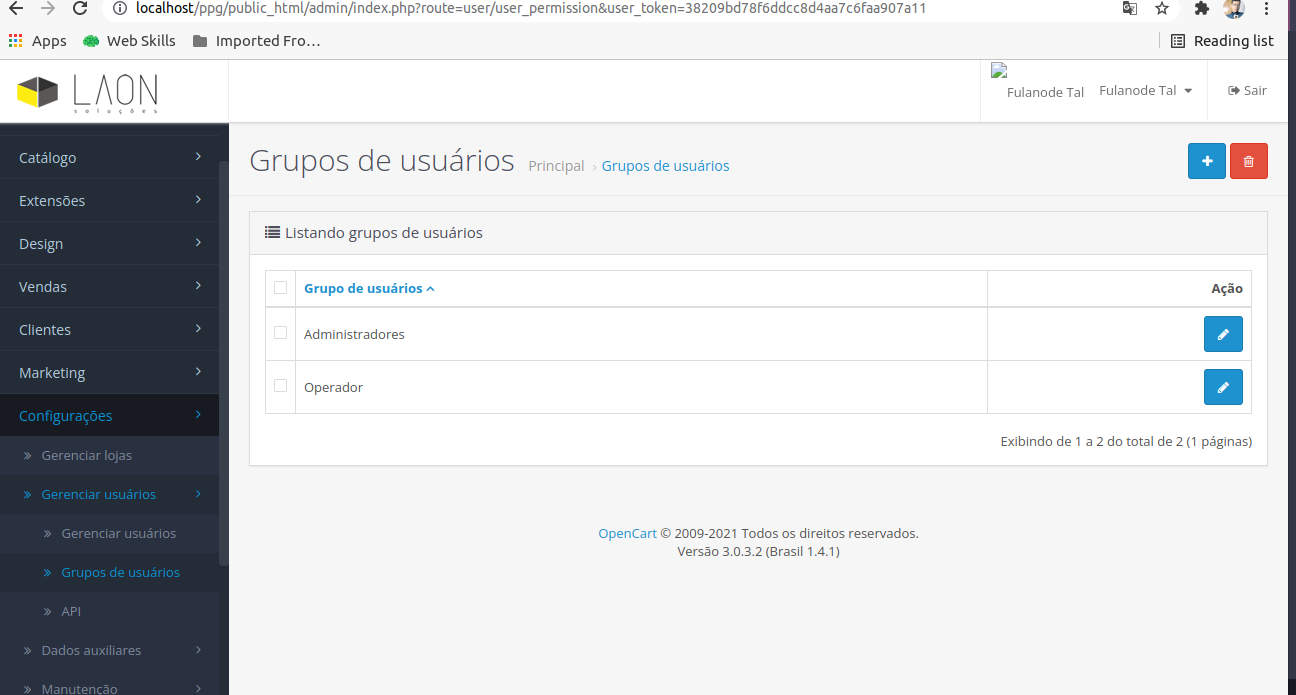 localhost/ppg/public_html/admin/index.php?route=user/user_permission&user_token=38209bd78f6ddcc8d4aa7c6faa907a11
Apps Web Skills Imported Fro… Reading list
LAON
soluções
Fulanode Tal Fulanode Tal Sair
Catálogo
Extensões
Design
Vendas
Clientes
Marketing
Configurações
» Gerenciar lojas
» Gerenciar usuários
» Gerenciar usuários
» Grupos de usuários
» API
» Dados auxiliares
» Manutenção
Grupos de usuários Principal › Grupos de usuários
Listando grupos de usuários
Grupo de usuários Ação
Administradores
Operador
Exibindo de 1 a 2 do total de 2 (1 páginas)
OpenCart © 2009-2021 Todos os direitos reservados.
Versão 3.0.3.2 (Brasil 1.4.1)